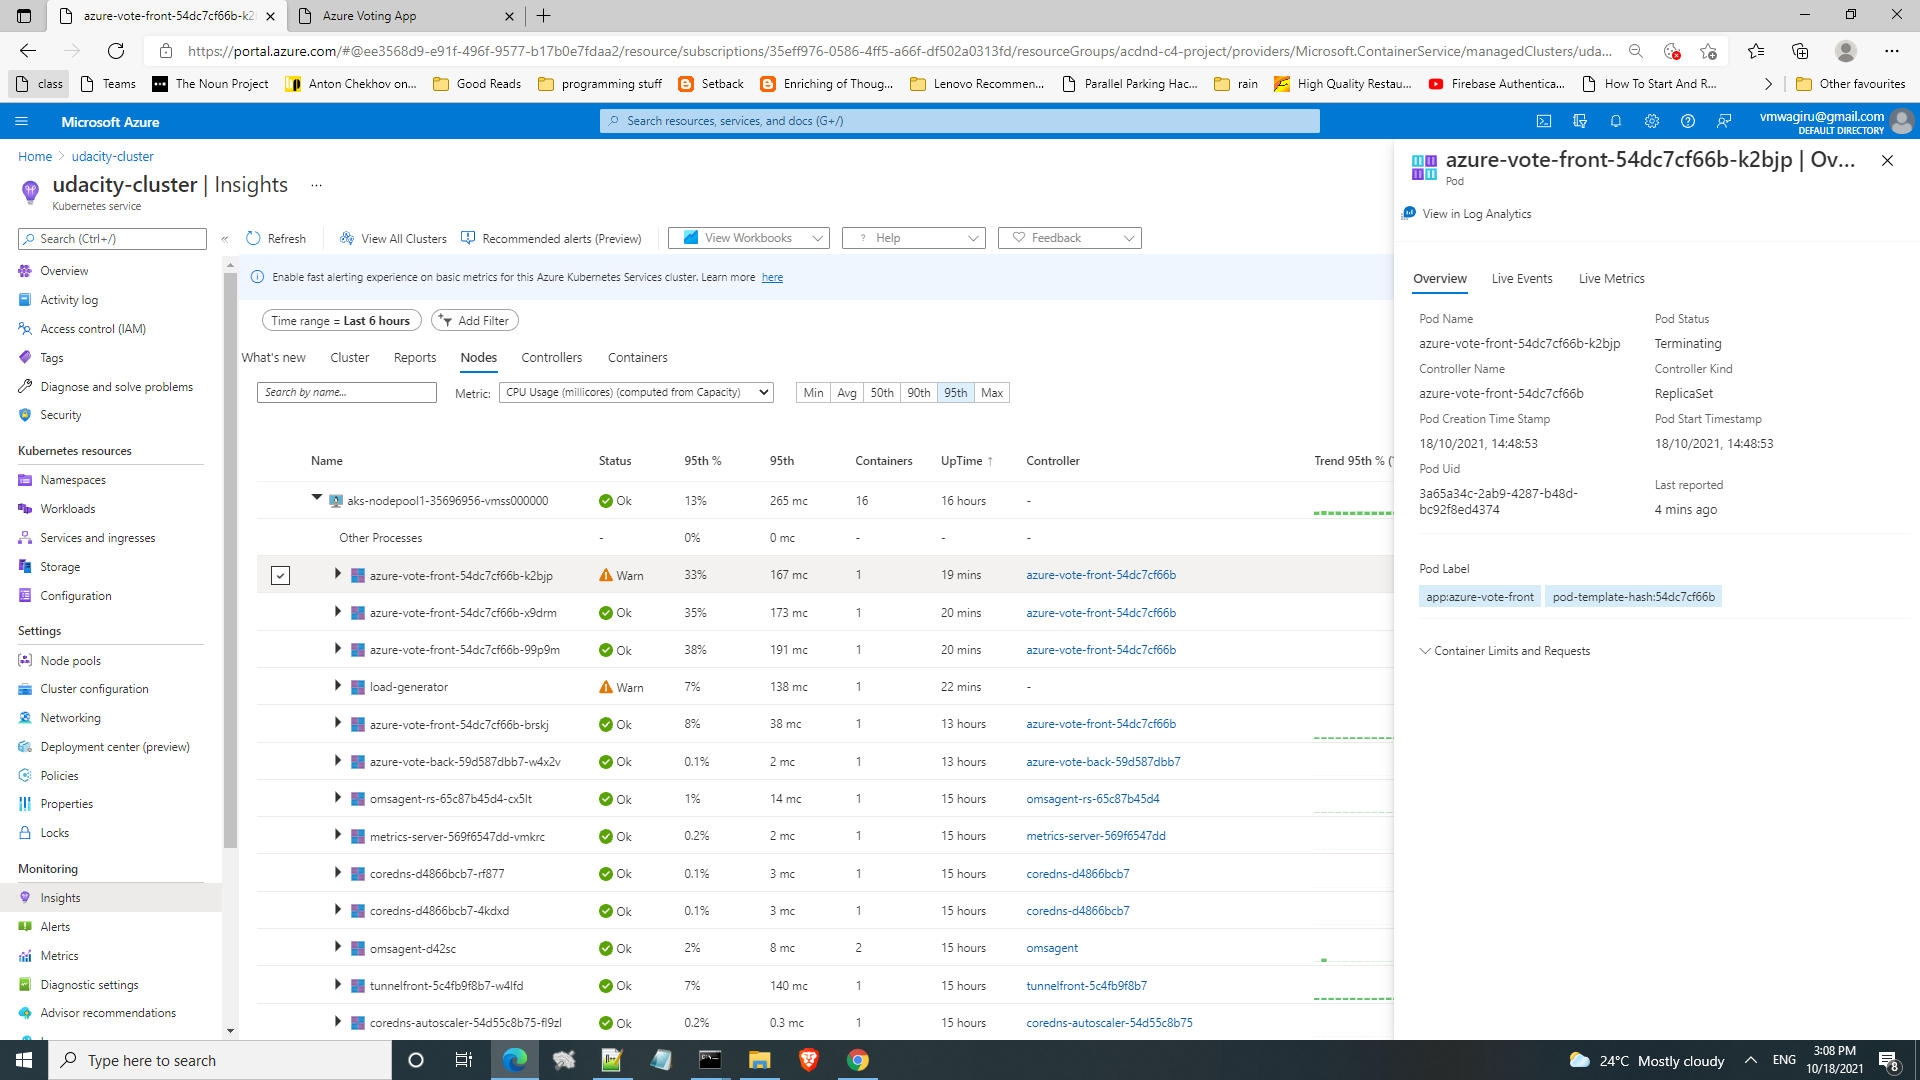 azure-vote-front-54dc7cf66b-k2b
Azure Voting App
https://portal.azure.com/#@ee3568d9-e91f-496f-9577-b17b0e7fdaa2/resource/subscriptions/35eff976-0586-4ff5-a66f-df502a0313fd/resourceGroups/acdnd-c4-project/providers/Microsoft.ContainerService/managedClusters/uda...
class
Teams
The Noun Project
Anton Chekhov on...
Good Reads
programming stuff
Setback
Enriching of Thoug...
Lenovo Recommen...
Parallel Parking Hac...
rain
High Quality Restau...
Firebase Authentica...
How To Start And R...
Other favourites
Microsoft Azure
Search resources, services, and docs (G+/)
vmwagiru@gmail.com
DEFAULT DIRECTORY
Home > udacity-cluster
udacity-cluster | Insights ...
Kubernetes service
Search (Ctrl+/)
Refresh
View All Clusters
Recommended alerts (Preview)
View Workbooks
? Help
Feedback
Enable fast alerting experience on basic metrics for this Azure Kubernetes Services cluster. Learn more here
Time range = Last 6 hours
Add Filter
What's new
Cluster
Reports
Nodes
Controllers
Containers
Search by name...
Metric:
CPU Usage (millicores) (computed from Capacity)
Min Avg 50th 90th 95th Max
Name Status 95th % 95th Containers UpTime ↑ Controller Trend 95th % (
aks-nodepool1-35696956-vmss000000 Ok 13% 265 mc 16 16 hours -
Other Processes - 0% 0 mc - - -
azure-vote-front-54dc7cf66b-k2bjp Warn 33% 167 mc 1 19 mins azure-vote-front-54dc7cf66b
azure-vote-front-54dc7cf66b-x9drm Ok 35% 173 mc 1 20 mins azure-vote-front-54dc7cf66b
azure-vote-front-54dc7cf66b-99p9m Ok 38% 191 mc 1 20 mins azure-vote-front-54dc7cf66b
load-generator Warn 7% 138 mc 1 22 mins -
azure-vote-front-54dc7cf66b-brskj Ok 8% 38 mc 1 13 hours azure-vote-front-54dc7cf66b
azure-vote-back-59d587dbb7-w4x2v Ok 0.1% 2 mc 1 13 hours azure-vote-back-59d587dbb7
omsagent-rs-65c87b45d4-cx5lt Ok 1% 14 mc 1 15 hours omsagent-rs-65c87b45d4
metrics-server-569f6547dd-vmkrc Ok 0.2% 2 mc 1 15 hours metrics-server-569f6547dd
coredns-d4866bcb7-rf877 Ok 0.1% 3 mc 1 15 hours coredns-d4866bcb7
coredns-d4866bcb7-4kdxd Ok 0.1% 3 mc 1 15 hours coredns-d4866bcb7
omsagent-d42sc Ok 2% 8 mc 2 15 hours omsagent
tunnelfront-5c4fb9f8b7-w4lfd Ok 7% 140 mc 1 15 hours tunnelfront-5c4fb9f8b7
coredns-autoscaler-54d55c8b75-fl9zl Ok 0.2% 0.3 mc 1 15 hours coredns-autoscaler-54d55c8b75
Overview
Activity log
Access control (IAM)
Tags
Diagnose and solve problems
Security
Kubernetes resources
Namespaces
Workloads
Services and ingresses
Storage
Configuration
Settings
Node pools
Cluster configuration
Networking
Deployment center (preview)
Policies
Properties
Locks
Monitoring
Insights
Alerts
Metrics
Diagnostic settings
Advisor recommendations
azure-vote-front-54dc7cf66b-k2bjp | Ov...
Pod
View in Log Analytics
Overview Live Events Live Metrics
Pod Name
azure-vote-front-54dc7cf66b-k2bjp
Pod Status
Terminating
Controller Name
azure-vote-front-54dc7cf66b
Controller Kind
ReplicaSet
Pod Creation Time Stamp
18/10/2021, 14:48:53
Pod Start Timestamp
18/10/2021, 14:48:53
Pod Uid
3a65a34c-2ab9-4287-b48d-
bc92f8ed4374
Last reported
4 mins ago
Pod Label
app:azure-vote-front
pod-template-hash:54dc7cf66b
Container Limits and Requests
Type here to search
24°C Mostly cloudy
ENG
3:08 PM
10/18/2021
8